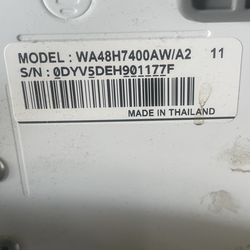 MODEL : WA48H7400AW/A2 11
S/N : 0DYV5DEH901177F
MADE IN THAILAND